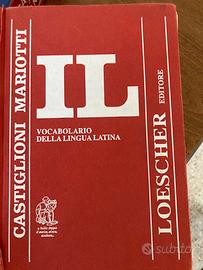 CASTIGLIONI MARIOTTI
IL
VOCABOLARIO
DELLA LINGUA LATINA
LOESCHER EDITORE
subito